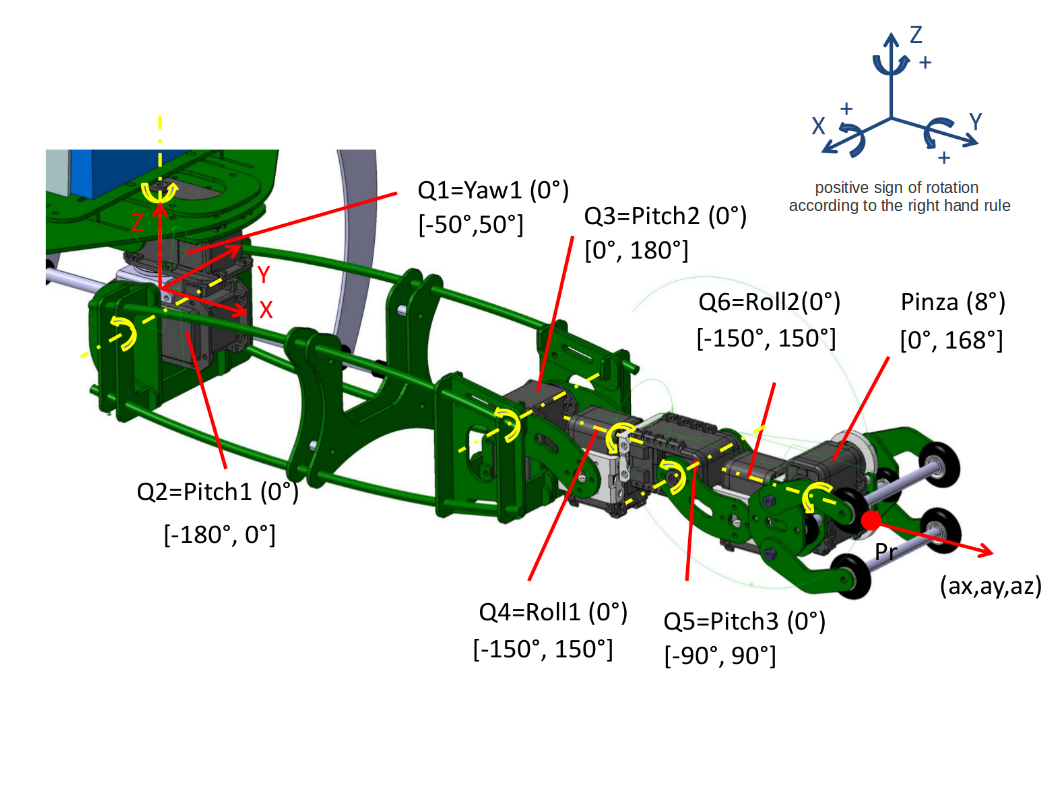 Z
+
X
+
Y
+
positive sign of rotation
according to the right hand rule
Q1=Yaw1 (0°)
[-50°,50°]
Q3=Pitch2 (0°)
[0°, 180°]
Z
Y
X
Q6=Roll2(0°)
[-150°, 150°]
Pinza (8°)
[0°, 168°]
Q2=Pitch1 (0°)
[-180°, 0°]
Pr
(ax,ay,az)
Q4=Roll1 (0°)
[-150°, 150°]
Q5=Pitch3 (0°)
[-90°, 90°]